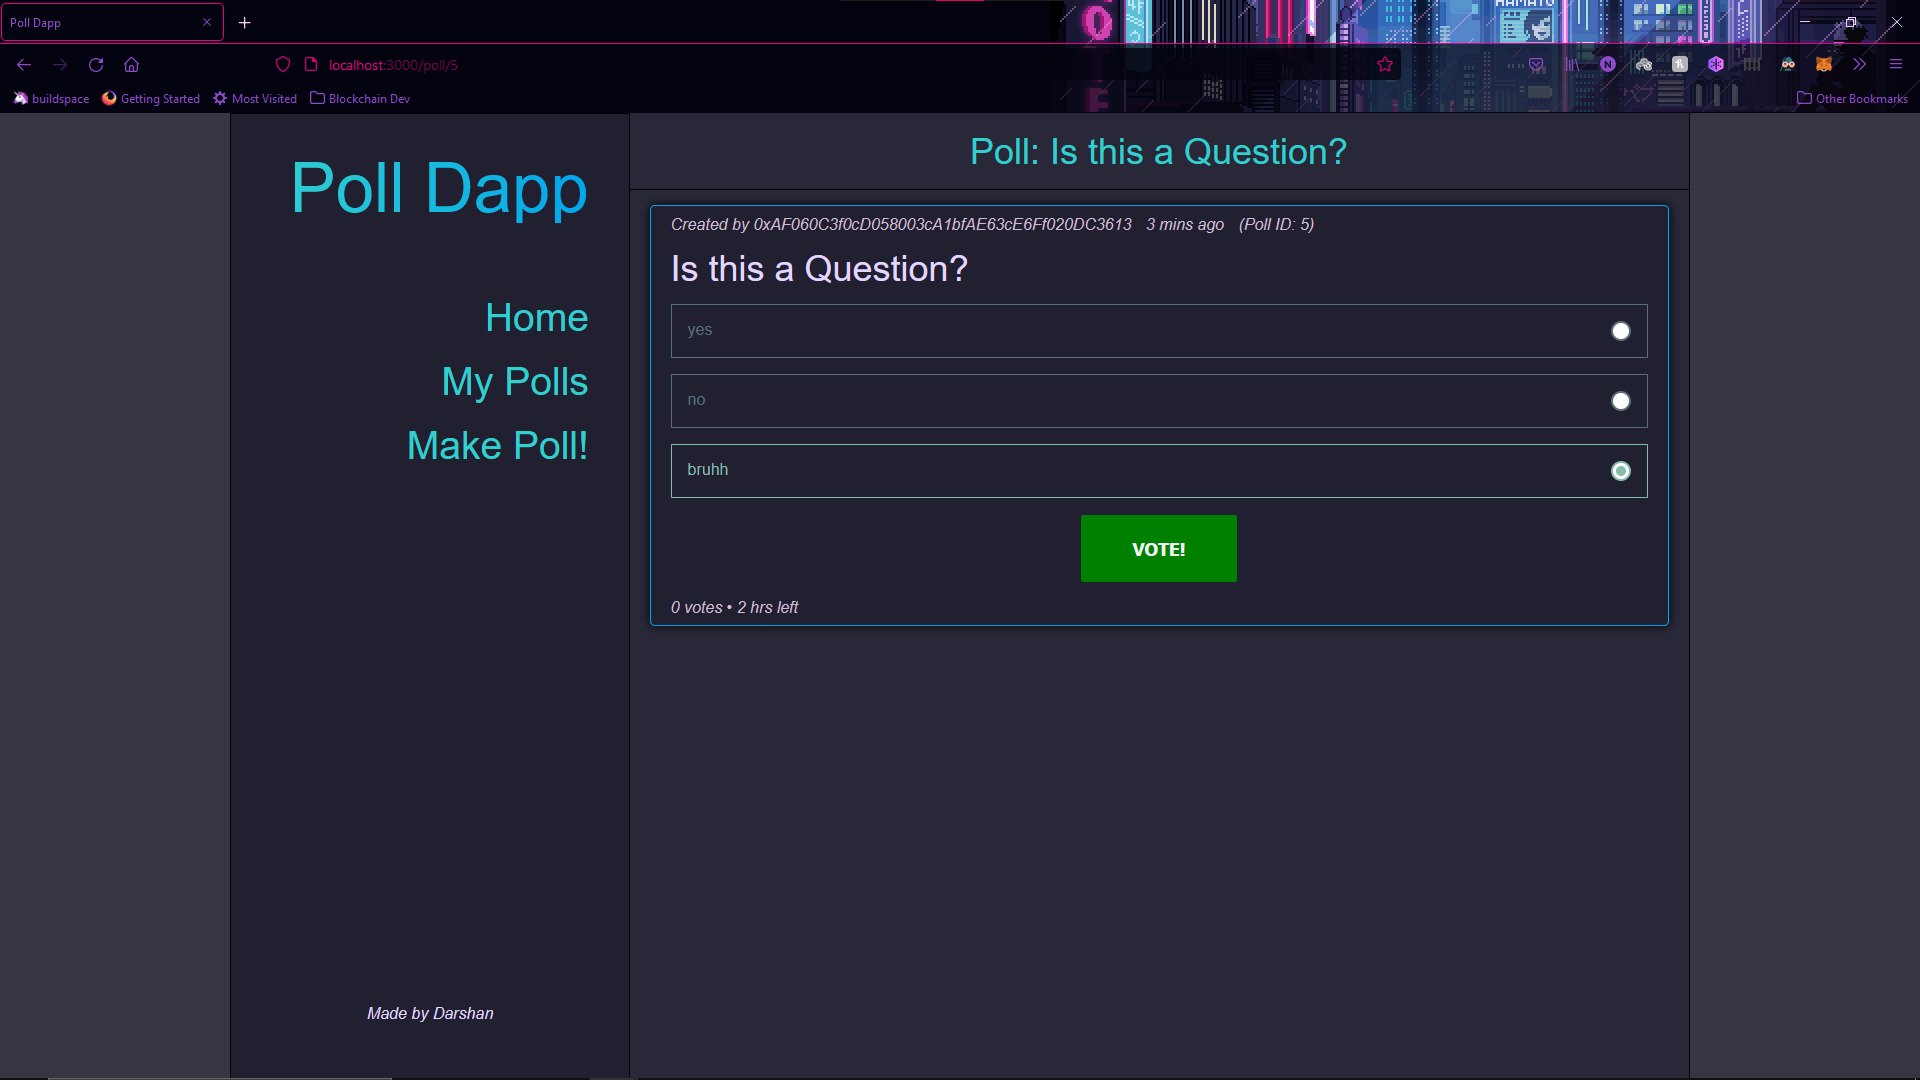 Poll Dapp
localhost:3000/poll/5
buildspace Getting Started Most Visited Blockchain Dev Other Bookmarks
Poll Dapp
Home
My Polls
Make Poll!
Made by Darshan
Poll: Is this a Question?
Created by 0xAF060C3f0cD058003cA1bfAE63cE6Ff020DC3613 3 mins ago (Poll ID: 5)
Is this a Question?
yes
no
bruhh
VOTE!
0 votes • 2 hrs left